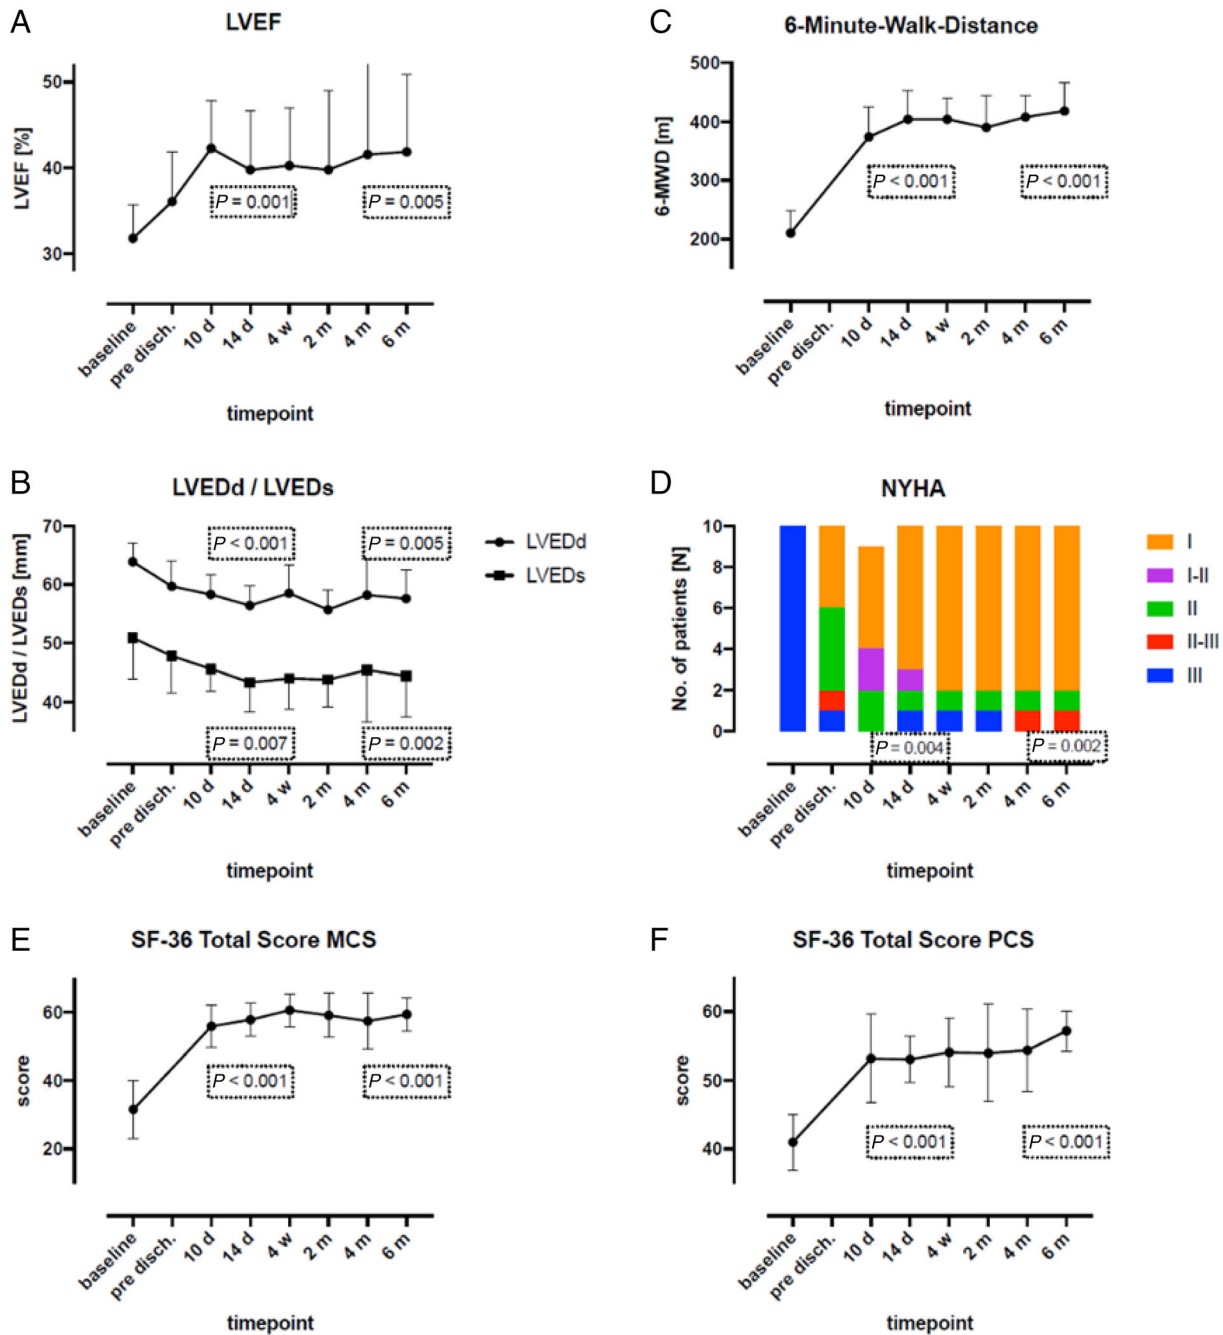 A
LVEF
LVEF [%]
50
40
30
P = 0.001
P = 0.005
baseline
pre disch.
10 d
14 d
4 w
2 m
4 m
6 m
timepoint
C
6-Minute-Walk-Distance
6-MWD [m]
500
400
300
200
P < 0.001
P < 0.001
baseline
pre disch.
10 d
14 d
4 w
2 m
4 m
6 m
timepoint
B
LVEDd / LVEDs
LVEDd / LVEDs [mm]
70
60
50
40
P < 0.001
P = 0.005
P = 0.007
P = 0.002
LVEDd
LVEDs
baseline
pre disch.
10 d
14 d
4 w
2 m
4 m
6 m
timepoint
D
NYHA
No. of patients [N]
10
8
6
4
2
0
P = 0.004
P = 0.002
I
I-II
II
II-III
III
baseline
pre disch.
10 d
14 d
4 w
2 m
4 m
6 m
timepoint
E
SF-36 Total Score MCS
score
60
40
20
P < 0.001
P < 0.001
baseline
pre disch.
10 d
14 d
4 w
2 m
4 m
6 m
timepoint
F
SF-36 Total Score PCS
score
60
50
40
P < 0.001
P < 0.001
baseline
pre disch.
10 d
14 d
4 w
2 m
4 m
6 m
timepoint